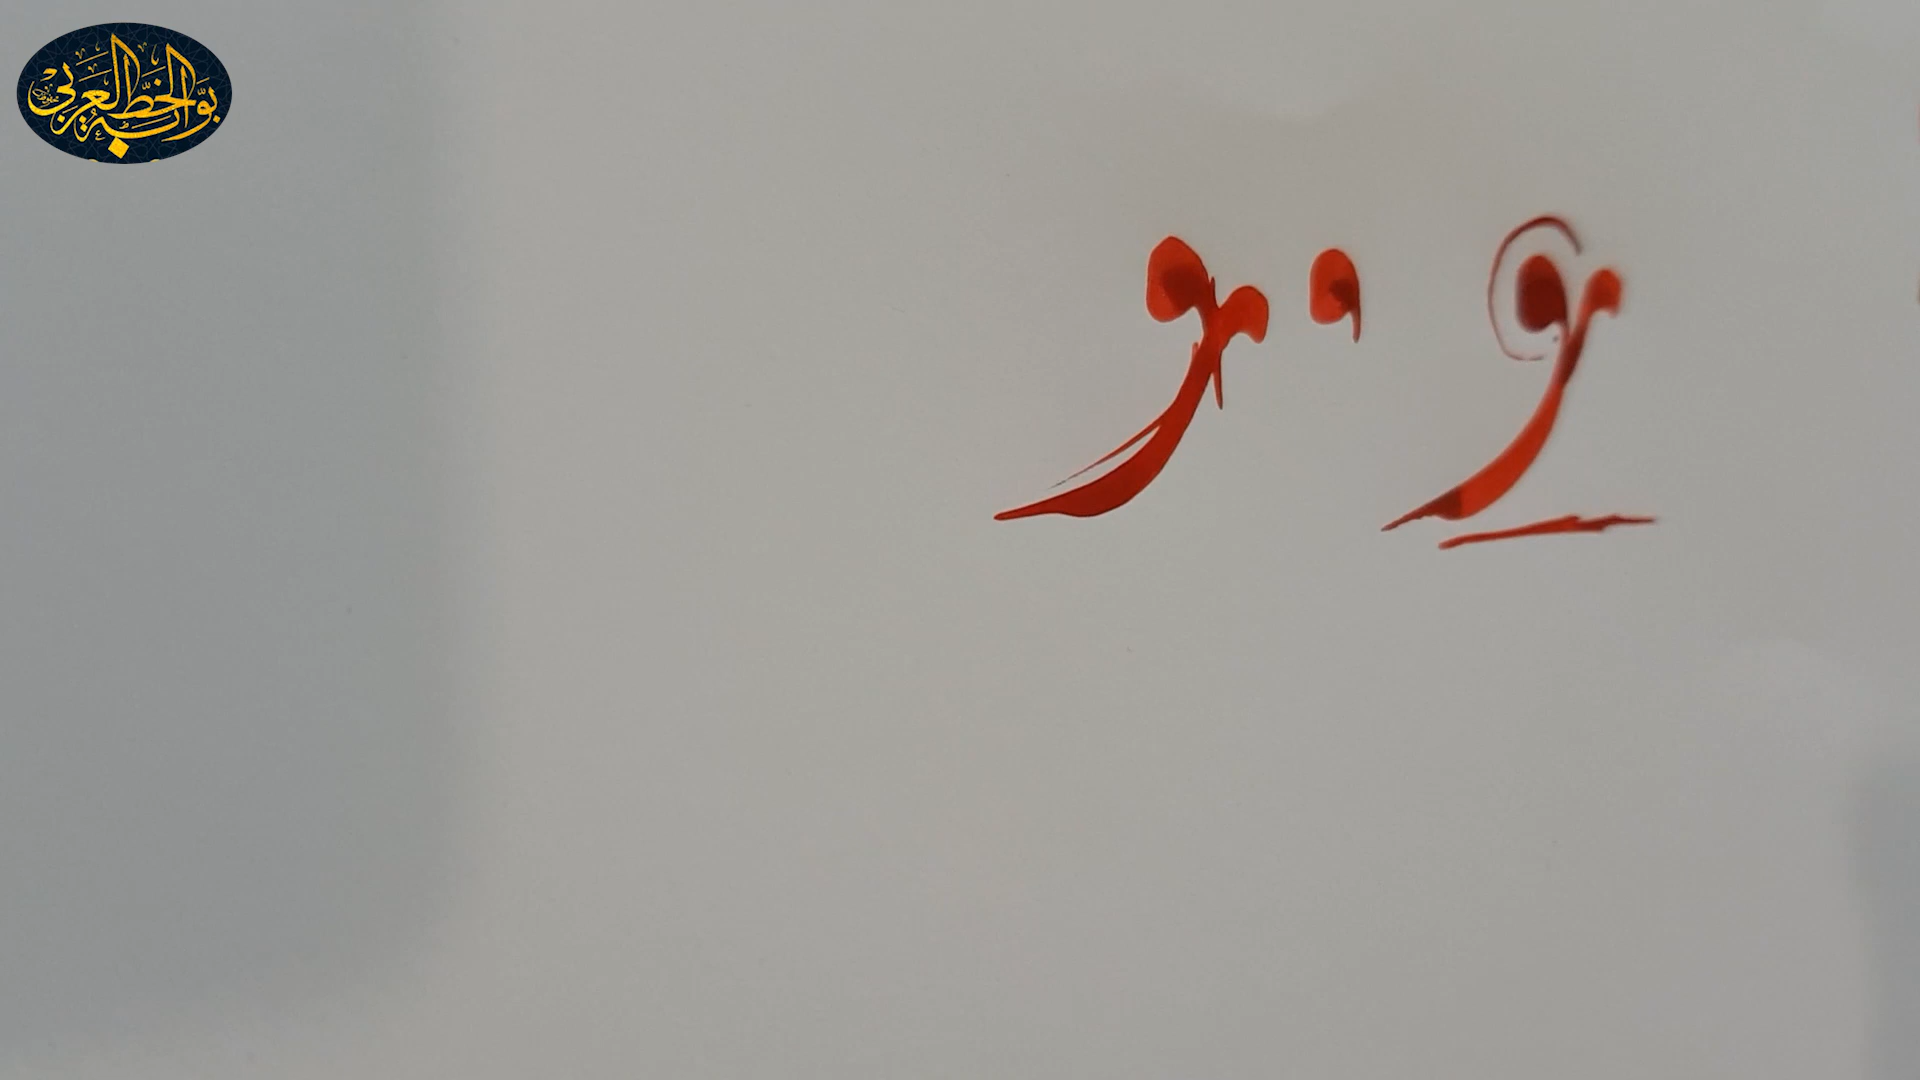 بوابة الخط العربي
و و